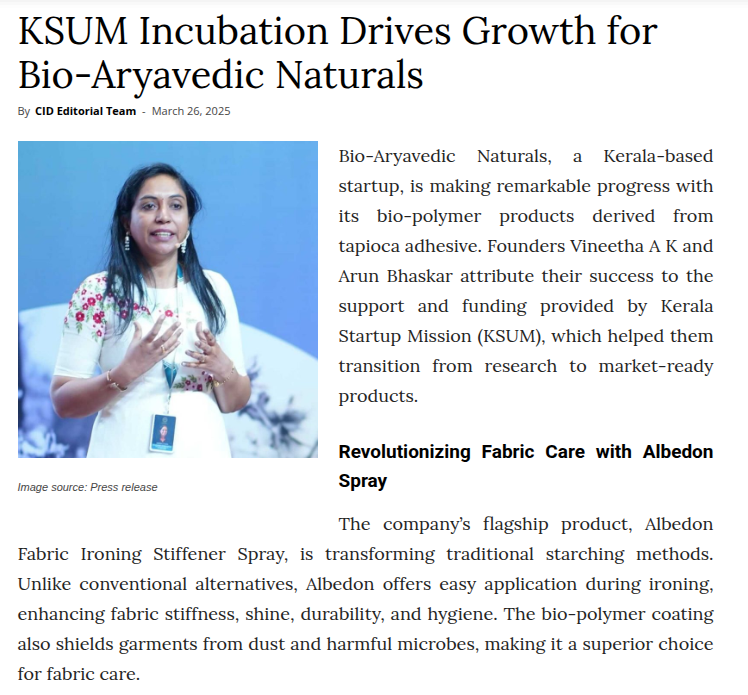 KSUM Incubation Drives Growth for
Bio-Aryavedic Naturals
By CID Editorial Team - March 26, 2025
Bio-Aryavedic Naturals, a Kerala-based
startup, is making remarkable progress with
its bio-polymer products derived from
tapioca adhesive. Founders Vineetha A K and
Arun Bhaskar attribute their success to the
support and funding provided by Kerala
Startup Mission (KSUM), which helped them
transition from research to market-ready
products.
Image source: Press release
Revolutionizing Fabric Care with Albedon
Spray
The company’s flagship product, Albedon
Fabric Ironing Stiffener Spray, is transforming traditional starching methods.
Unlike conventional alternatives, Albedon offers easy application during ironing,
enhancing fabric stiffness, shine, durability, and hygiene. The bio-polymer coating
also shields garments from dust and harmful microbes, making it a superior choice
for fabric care.